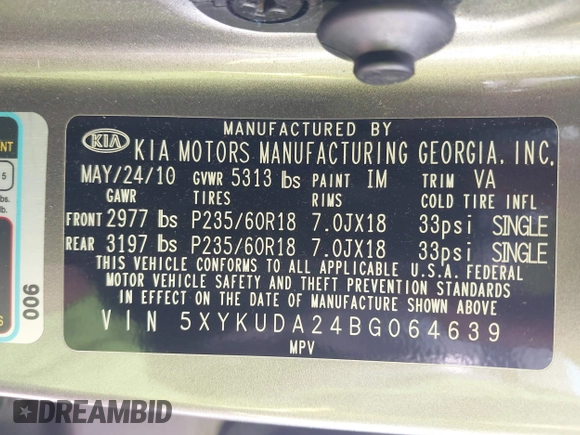 MANUFACTURED BY
KIA KIA MOTORS MANUFACTURING GEORGIA, INC.
MAY/24/10 GVWR 5313 lbs PAINT IM TRIM VA
GAWR TIRES RIMS COLD TIRE INFL
FRONT 2977 lbs P235/60R18 7.0JX18 33psi SINGLE
REAR 3197 lbs P235/60R18 7.0JX18 33psi SINGLE
THIS VEHICLE CONFORMS TO ALL APPLICABLE U.S.A. FEDERAL
MOTOR VEHICLE SAFETY AND THEFT PREVENTION STANDARDS
IN EFFECT ON THE DATE OF MANUFACTURE SHOWN ABOVE
VIN 5XYKUDA24BG064639
MPV
5
006
DREAMBID